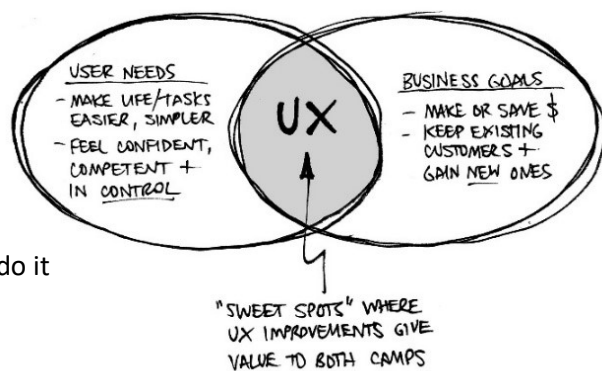 USER NEEDS
- MAKE LIFE/TASKS
EASIER, SIMPLER
- FEEL CONFIDENT,
COMPETENT +
IN CONTROL
UX
BUSINESS GOALS
- MAKE OR SAVE $
- KEEP EXISTING
CUSTOMERS +
GAIN NEW ONES
do it
"SWEET SPOTS" WHERE
UX IMPROVEMENTS GIVE
VALUE TO BOTH CAMPS